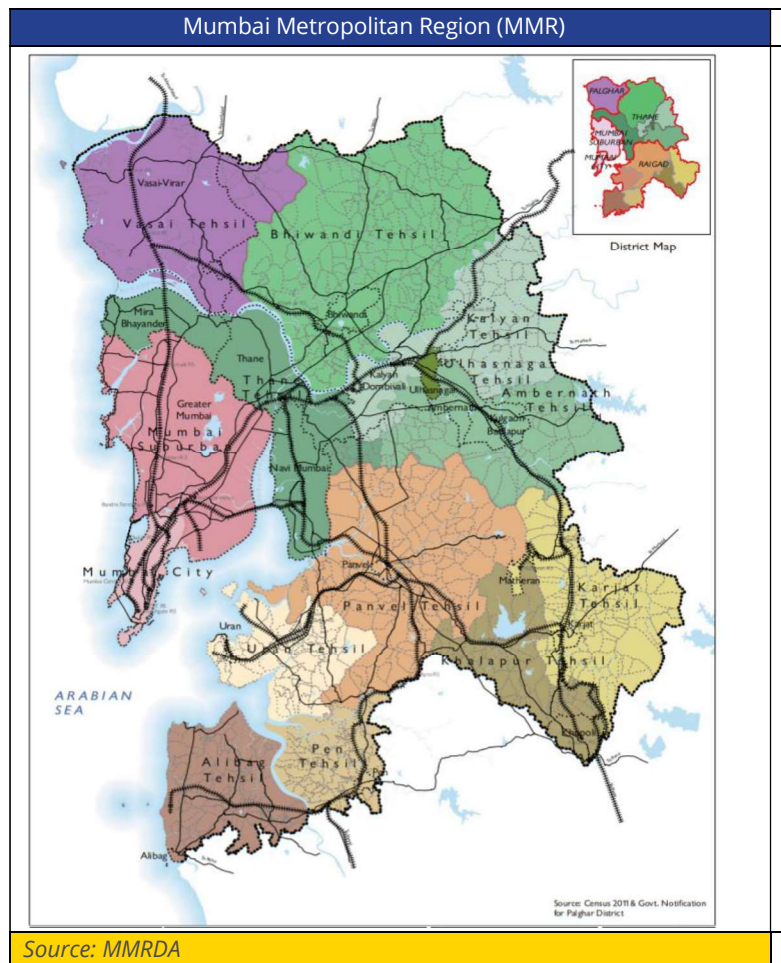 Mumbai Metropolitan Region (MMR)
PALGHAR
THANE
MUMBAI
SUBURBAN
MUMBAI
CITY
RAIGAD
District Map
Vasai-Virar
Vasai Tehsil
Bhiwandi Tehsil
Mira
Bhayander
Bhiwandi
Kalyan
Tehsil
Thane
Thane
Tehsil
Kalyan
Dombivali
Ulhasnagar
Ulhasnagar
Tehsil
Ambernath
Ambernath
Tehsil
Kulgaon
Badlapur
Greater
Mumbai
Mumbai
Suburban
Navi Mumbai
Mumbai City
Panvel
Panvel Tehsil
Matheran
Karjat
Tehsil
Karjat
Uran
Uran Tehsil
Khalapur Tehsil
Khopoli
ARABIAN
SEA
Alibag
Tehsil
Pen
Tehsil
Pen
Alibag
Source: Census 2011 & Govt. Notification
for Palghar District
Source: MMRDA